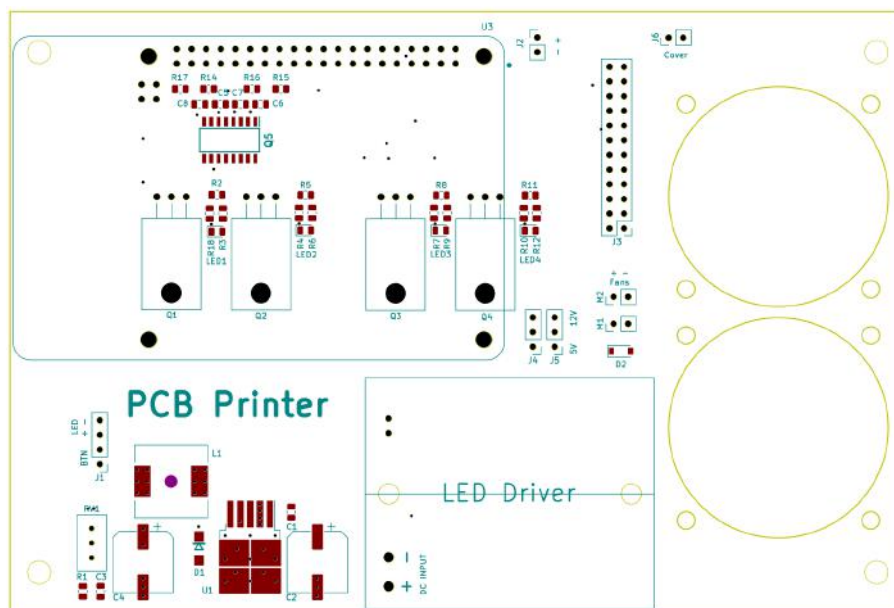 U3
J2
+
-
J6
Cover
R17
R14
R16
R15
C8
C5
C7
C6
Q5
R2
R5
R8
R11
R18
R3
R4
R6
R7
R9
R10
R12
LED1
LED2
LED3
LED4
J3
+ -
Fans
M2
M1
D2
Q1
Q2
Q3
Q4
12V
5V
J4
J5
PCB Printer
LED
+ -
BTN
J1
L1
LED Driver
RW1
+
C1
+
D1
U1
R1
C3
C4
C2
-
+
DC INPUT